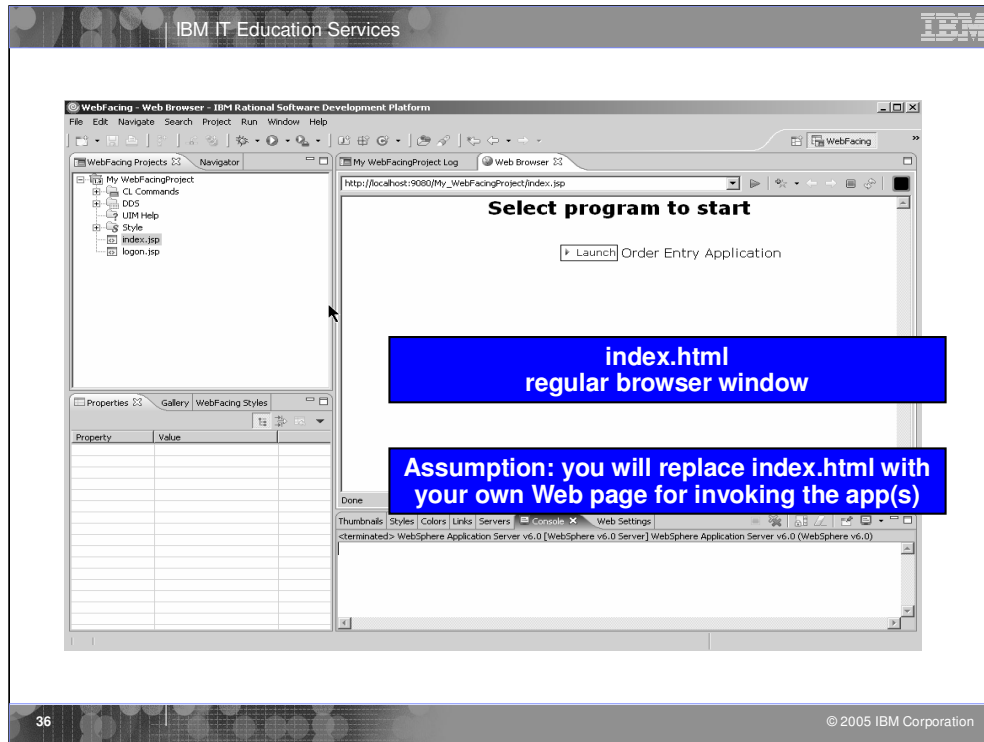 IBM IT Education Services
IBM
WebFacing - Web Browser - IBM Rational Software Development Platform
File Edit Navigate Search Project Run Window Help
WebFacing
WebFacing Projects
Navigator
My WebFacingProject
CL Commands
DDS
UIM Help
Style
index.jsp
logon.jsp
My WebFacingProject Log
Web Browser
http://localhost:9080/My_WebFacingProject/index.jsp
Select program to start
Launch Order Entry Application
index.html
regular browser window
Assumption: you will replace index.html with
your own Web page for invoking the app(s)
Properties Gallery WebFacing Styles
Property Value
Done
Thumbnails Styles Colors Links Servers Console Web Settings
<terminated> WebSphere Application Server v6.0 [WebSphere v6.0 Server] WebSphere Application Server v6.0 (WebSphere v6.0)
36
© 2005 IBM Corporation